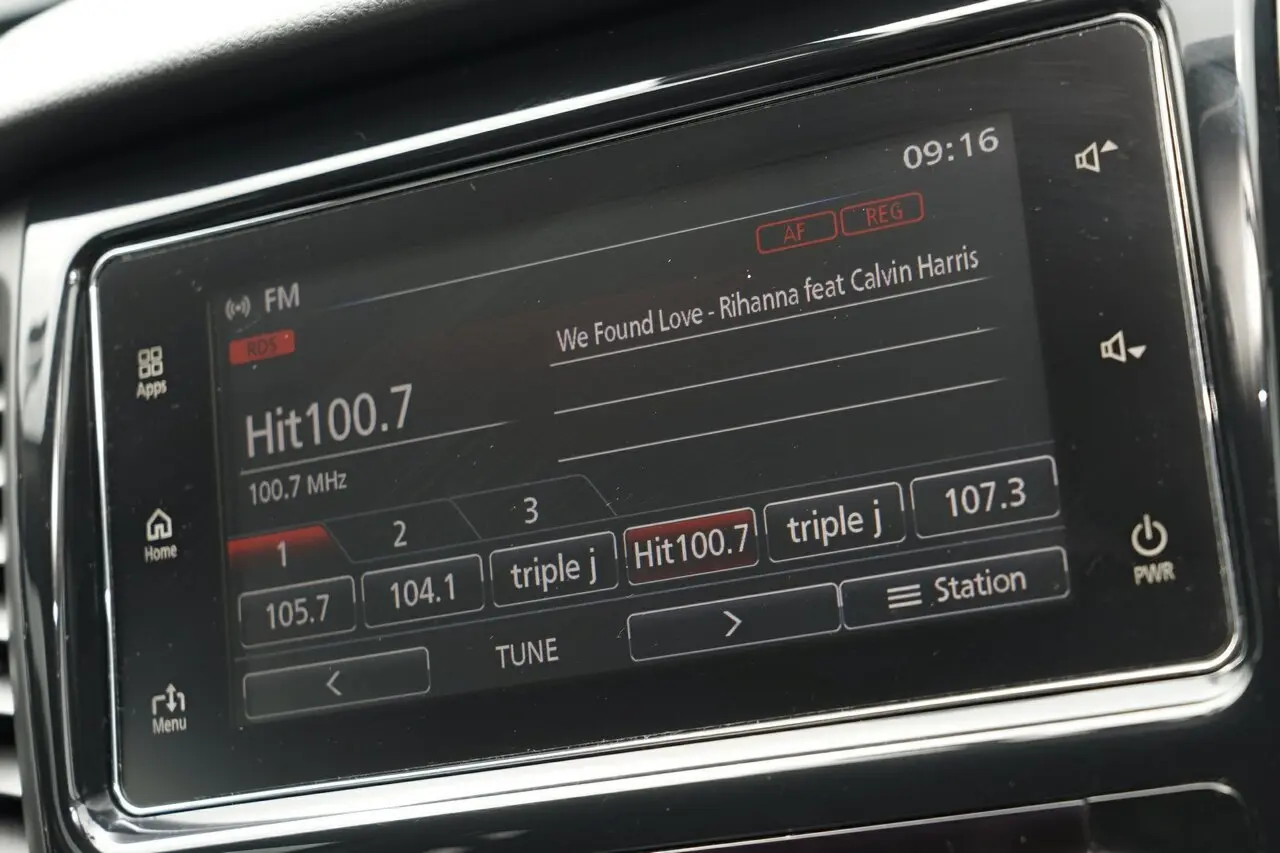 09:16
FM
AF REG
RDS
We Found Love - Rihanna feat Calvin Harris
Hit100.7
100.7 MHz
1 2 3
105.7 104.1 triple j Hit100.7 triple j 107.3
< TUNE > Station
Apps
Home
Menu
PWR